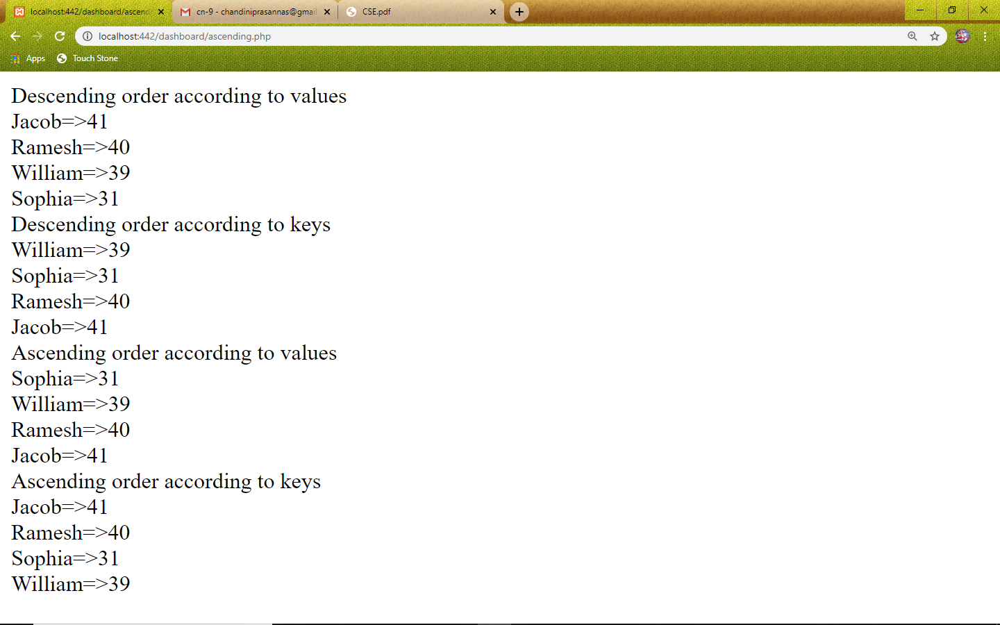 localhost:442/dashboard/ascend
cn-9 - chandiniprasannas@gmail
CSE.pdf
localhost:442/dashboard/ascending.php
Apps
Touch Stone
Descending order according to values
Jacob=>41
Ramesh=>40
William=>39
Sophia=>31
Descending order according to keys
William=>39
Sophia=>31
Ramesh=>40
Jacob=>41
Ascending order according to values
Sophia=>31
William=>39
Ramesh=>40
Jacob=>41
Ascending order according to keys
Jacob=>41
Ramesh=>40
Sophia=>31
William=>39